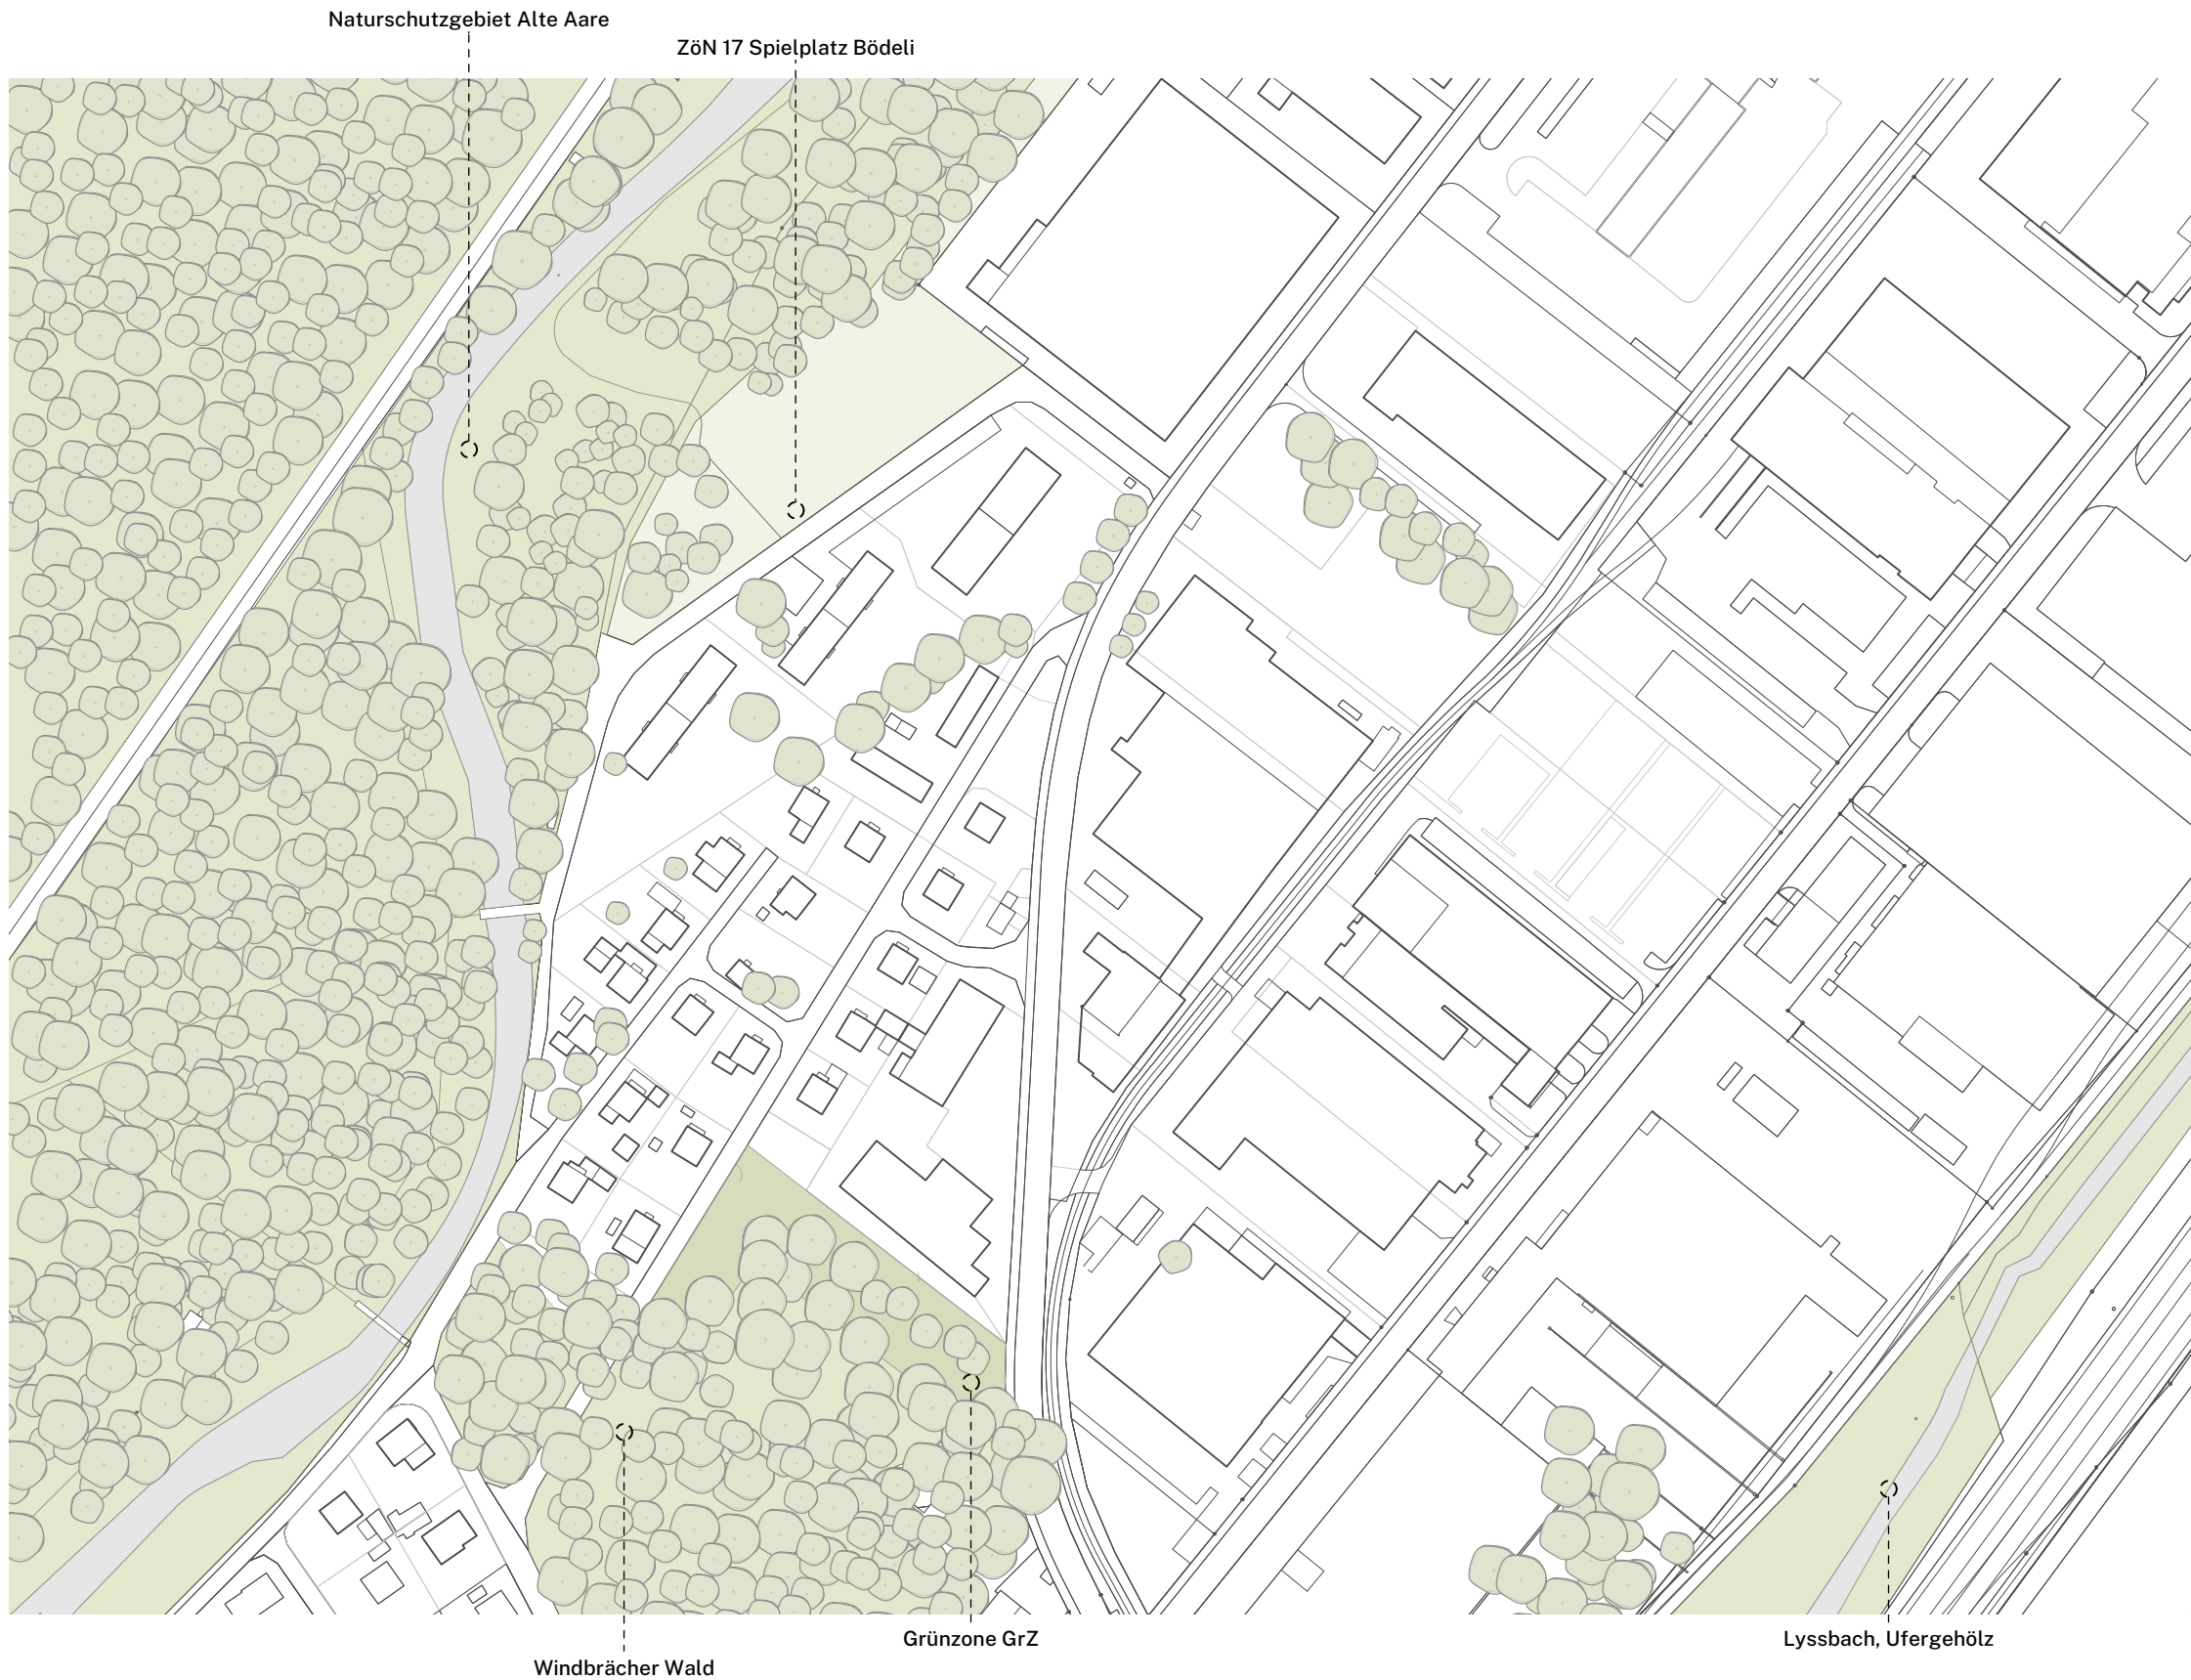 Naturschutzgebiet Alte Aare
ZöN 17 Spielplatz Bödeli
Grünzone GrZ
Lyssbach, Ufergehölz
Windbrächer Wald